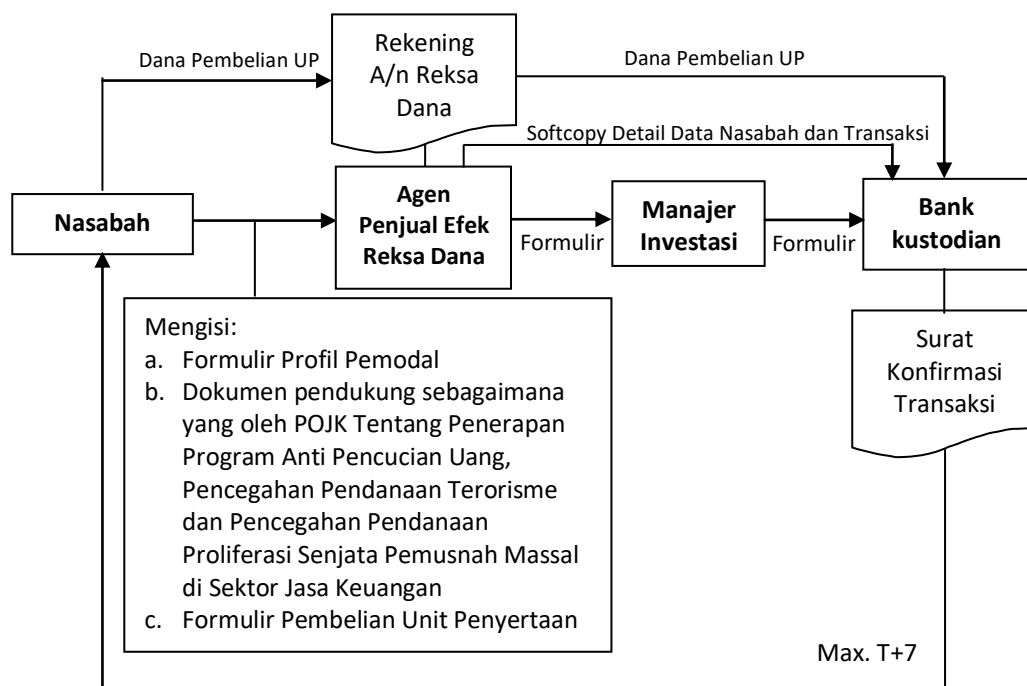 Dana Pembelian UP
Rekening
A/n Reksa
Dana
Dana Pembelian UP
Softcopy Detail Data Nasabah dan Transaksi
Nasabah
Agen
Penjual Efek
Reksa Dana
Formulir
Manajer
Investasi
Formulir
Bank
kustodian
Mengisi:
a. Formulir Profil Pemodal
b. Dokumen pendukung sebagaimana
yang oleh POJK Tentang Penerapan
Program Anti Pencucian Uang,
Pencegahan Pendanaan Terorisme
dan Pencegahan Pendanaan
Proliferasi Senjata Pemusnah Massal
di Sektor Jasa Keuangan
c. Formulir Pembelian Unit Penyertaan
Surat
Konfirmasi
Transaksi
Max. T+7